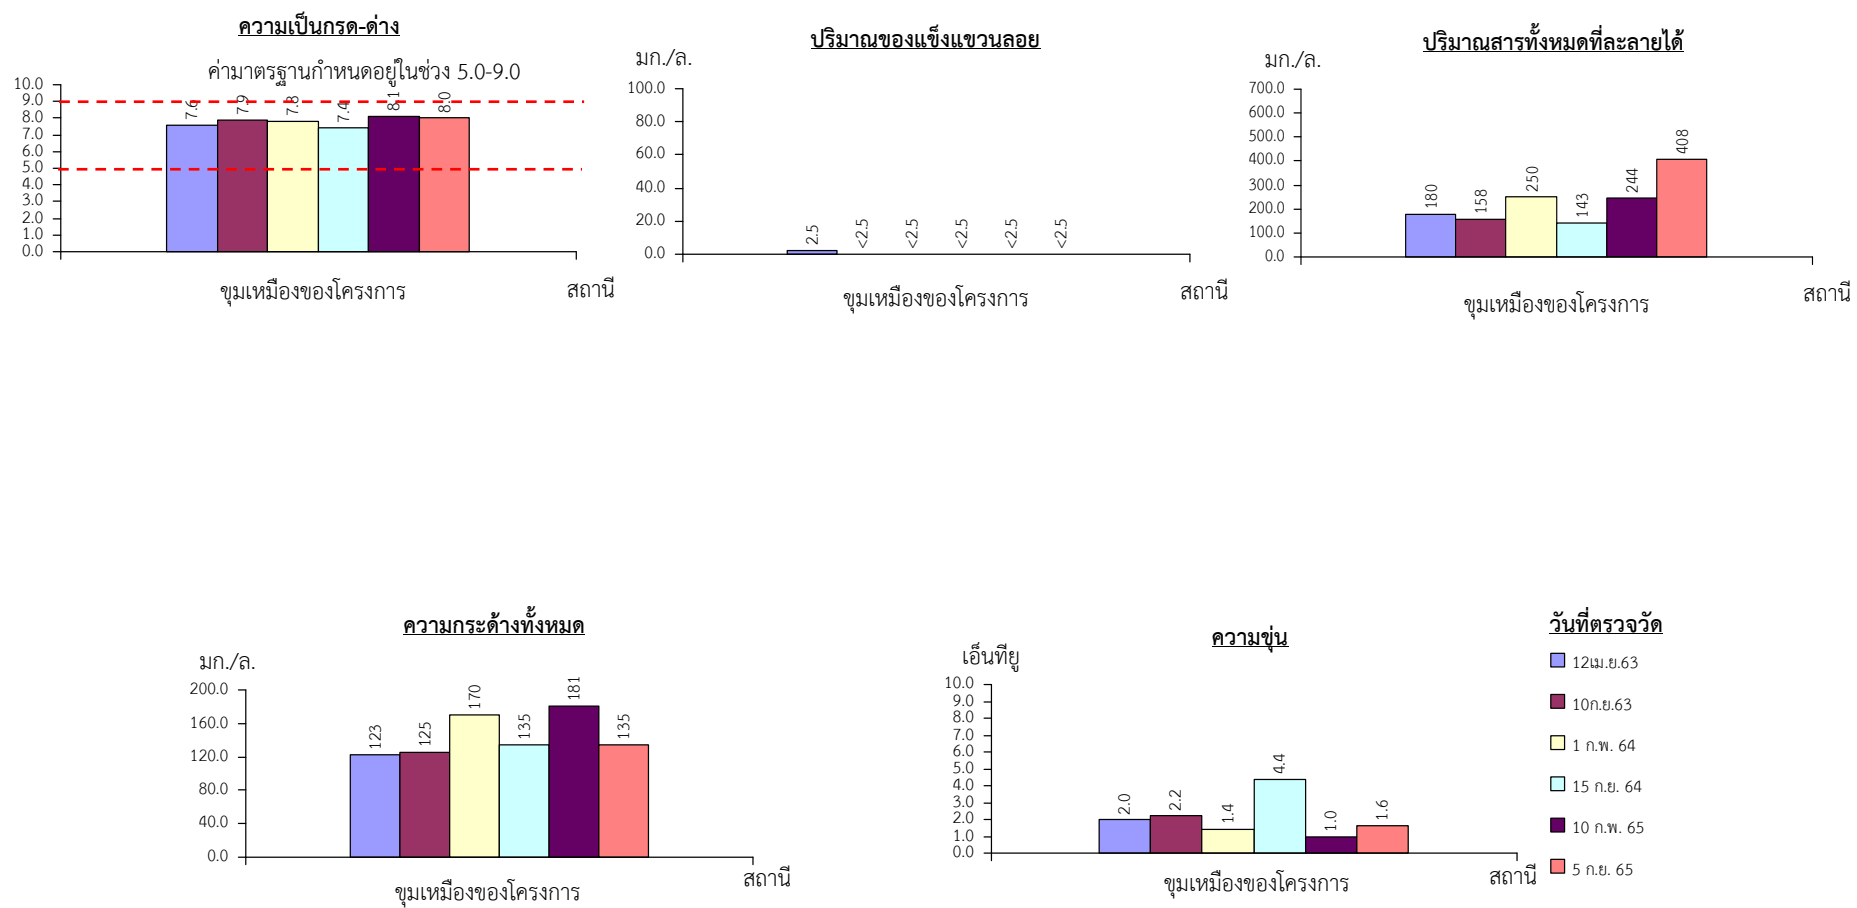 ความเป็นกรด-ด่าง
ค่ามาตรฐานกำหนดอยู่ในช่วง 5.0-9.0
10.0
9.0
8.0
7.0
6.0
5.0
4.0
3.0
2.0
1.0
0.0
7.6
7.9
7.8
7.4
8.1
8.0
ขุมเหมืองของโครงการ
สถานี
ปริมาณของแข็งแขวนลอย
มก./ล.
100.0
80.0
60.0
40.0
20.0
0.0
2.5
<2.5
<2.5
<2.5
<2.5
<2.5
ขุมเหมืองของโครงการ
สถานี
ปริมาณสารทั้งหมดที่ละลายได้
มก./ล.
700.0
600.0
500.0
400.0
300.0
200.0
100.0
0.0
180
158
250
143
244
408
ขุมเหมืองของโครงการ
สถานี
ความกระด้างทั้งหมด
มก./ล.
200.0
160.0
120.0
80.0
40.0
0.0
123
125
170
135
181
135
ขุมเหมืองของโครงการ
สถานี
ความขุ่น
เอ็นทียู
10.0
9.0
8.0
7.0
6.0
5.0
4.0
3.0
2.0
1.0
0.0
2.0
2.2
1.4
4.4
1.0
1.6
ขุมเหมืองของโครงการ
สถานี
วันที่ตรวจวัด
12เม.ย.63
10ก.ย.63
1 ก.พ. 64
15 ก.ย. 64
10 ก.พ. 65
5 ก.ย. 65